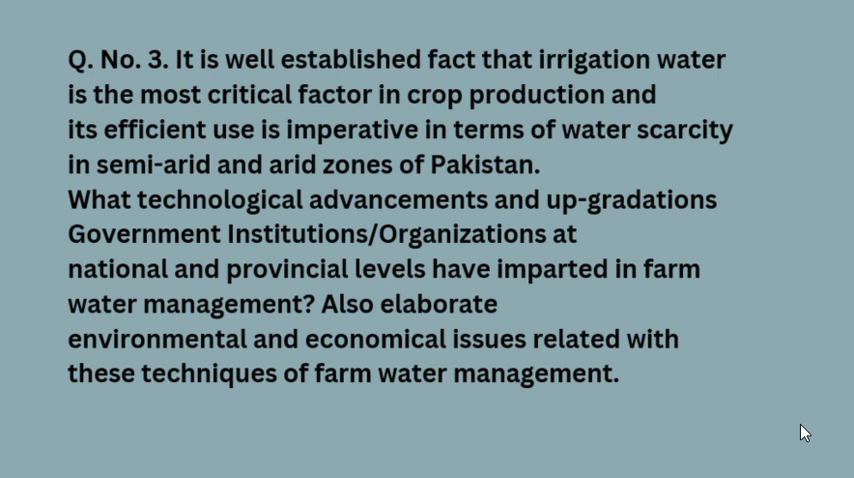 Q. No. 3. It is well established fact that irrigation water
is the most critical factor in crop production and
its efficient use is imperative in terms of water scarcity
in semi-arid and arid zones of Pakistan.
What technological advancements and up-gradations
Government Institutions/Organizations at
national and provincial levels have imparted in farm
water management? Also elaborate
environmental and economical issues related with
these techniques of farm water management.